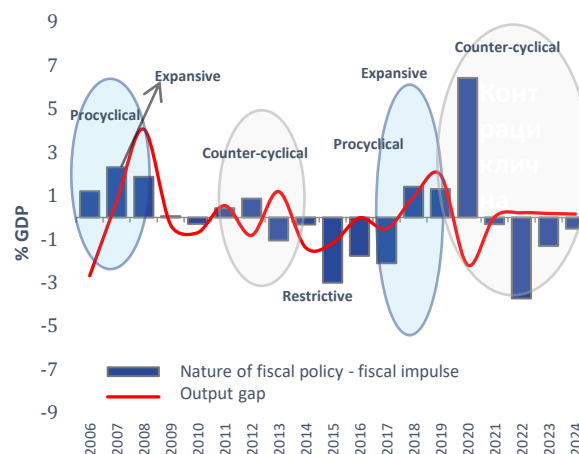 9
7
5
3
1
-1
-3
-5
-7
-9
% GDP
Counter-cyclical
Expansive
Expansive
Procyclical
Counter-cyclical
Procyclical
Конт
раци
клич
на
Restrictive
Nature of fiscal policy - fiscal impulse
Output gap
2006
2007
2008
2009
2010
2011
2012
2013
2014
2015
2016
2017
2018
2019
2020
2021
2022
2023
2024